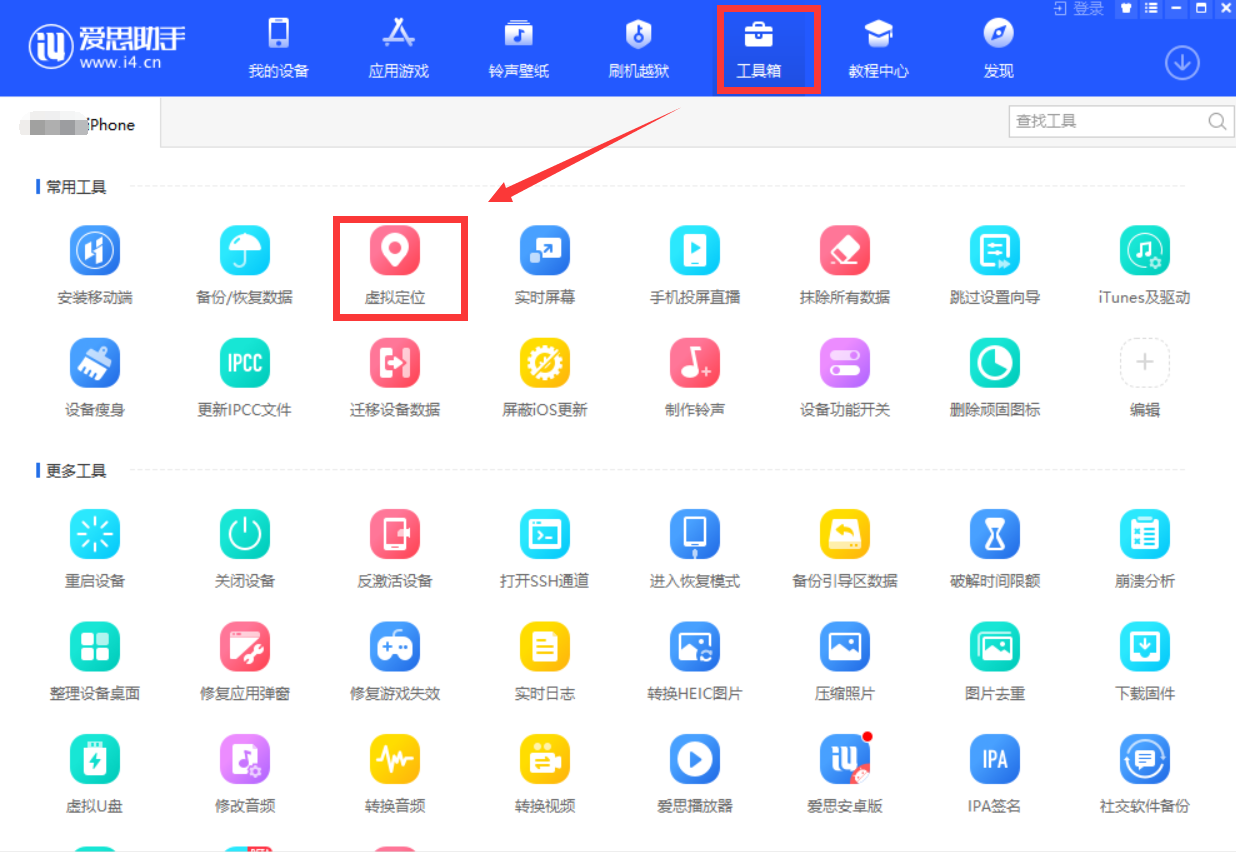 爱思助手
www.i4.cn
我的设备 应用游戏 铃声壁纸 刷机越狱 工具箱 教程中心 发现
登录
iPhone
查找工具
常用工具
安装移动端 备份/恢复数据 虚拟定位 实时屏幕 手机投屏直播 抹除所有数据 跳过设置向导 iTunes及驱动
IPCC
设备瘦身 更新IPCC文件 迁移设备数据 屏蔽iOS更新 制作铃声 设备功能开关 删除顽固图标 编辑
更多工具
重启设备 关闭设备 反激活设备 打开SSH通道 进入恢复模式 备份引导区数据 破解时间限额 崩溃分析
整理设备桌面 修复应用弹窗 修复游戏失效 实时日志 转换HEIC图片 压缩照片 图片去重 下载固件
IPA
虚拟U盘 修改音频 转换音频 转换视频 爱思播放器 爱思安卓版 IPA签名 社交软件备份